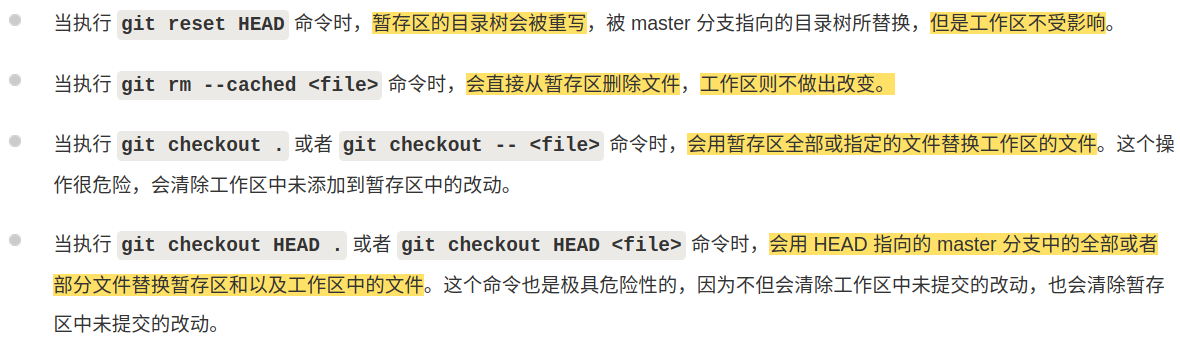 当执行 git reset HEAD 命令时，暂存区的目录树会被重写，被 master 分支指向的目录树所替换，但是工作区不受影响。
当执行 git rm --cached <file> 命令时，会直接从暂存区删除文件，工作区则不做出改变。
当执行 git checkout . 或者 git checkout -- <file> 命令时，会用暂存区全部或指定的文件替换工作区的文件。这个操
作很危险，会清除工作区中未添加到暂存区中的改动。
当执行 git checkout HEAD . 或者 git checkout HEAD <file> 命令时，会用 HEAD 指向的 master 分支中的全部或者
部分文件替换暂存区和以及工作区中的文件。这个命令也是极具危险性的，因为不但会清除工作区中未提交的改动，也会清除暂存
区中未提交的改动。